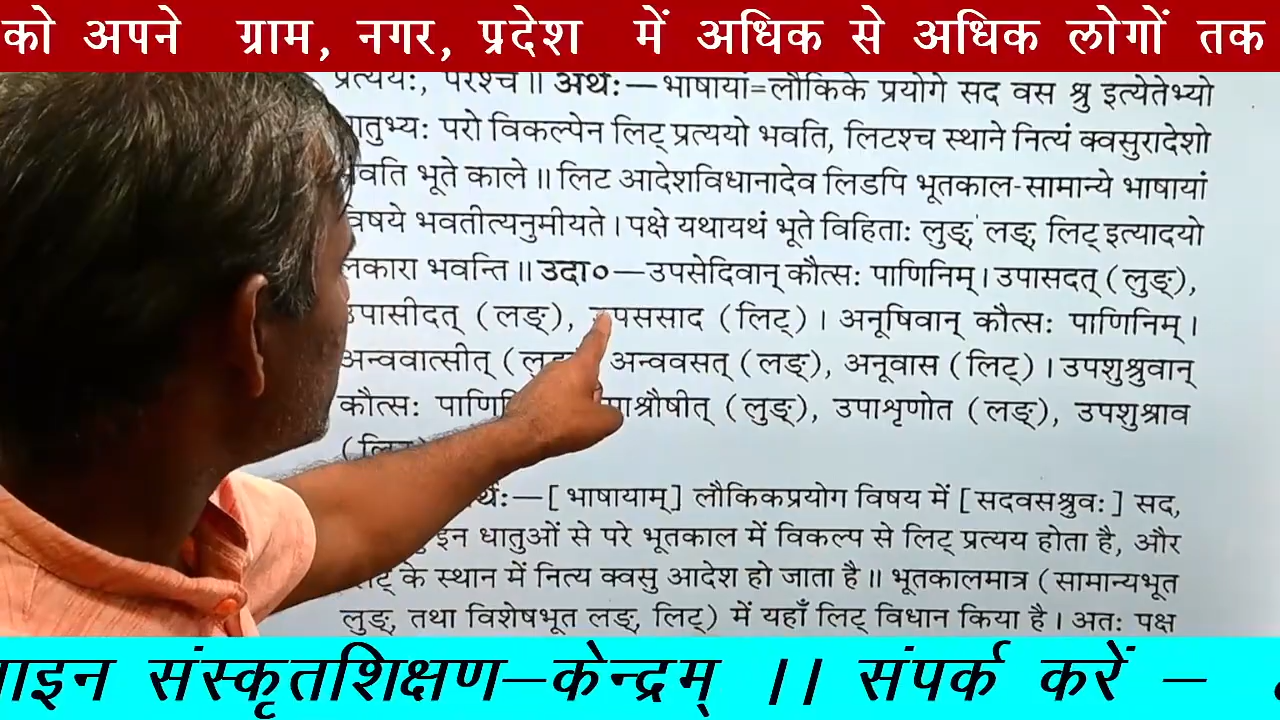 को अपने ग्राम, नगर, प्रदेश में अधिक से अधिक लोगों तक
प्रत्ययः, परश्च॥ अर्थः—भाषायां=लौकिके प्रयोगे सद वस श्रु इत्येतेभ्यो
परो विकल्पेन लिट् प्रत्ययो भवति, लिटश्च स्थाने नित्यं क्वसुरादेशो
भूते काले॥ लिट आदेशविधानादेव लिडपि भूतकाल-सामान्ये भाषायां
विषये भवतीत्यनुमीयते। पक्षे यथायथं भूते विहिताः लुङ् लङ् लिट् इत्यादयो
लकारा भवन्ति॥ उदा०—उपसेदिवान् कौत्सः पाणिनिम्। उपासदत् (लुङ्),
उपासीदत् (लङ्), उपससाद (लिट्)। अनूषिवान् कौत्सः पाणिनिम्।
अन्ववात्सीत् अन्ववसत् (लङ्), अनूवास (लिट्)। उपशुश्रुवान्
कौत्सः (लुङ्), उपाशृणोत (लङ्), उपशुश्राव
—[भाषायाम्] लौकिकप्रयोग विषय में [सदवसश्रुवः] सद,
इन धातुओं से परे भूतकाल में विकल्प से लिट् प्रत्यय होता है, और
के स्थान में नित्य क्वसु आदेश हो जाता है॥ भूतकालमात्र (सामान्यभूत
लुङ्, तथा विशेषभूत लङ्, लिट्) में यहाँ लिट् विधान किया है। अतः पक्ष
संस्कृतशिक्षण–केन्द्रम् ।। संपर्क करें –